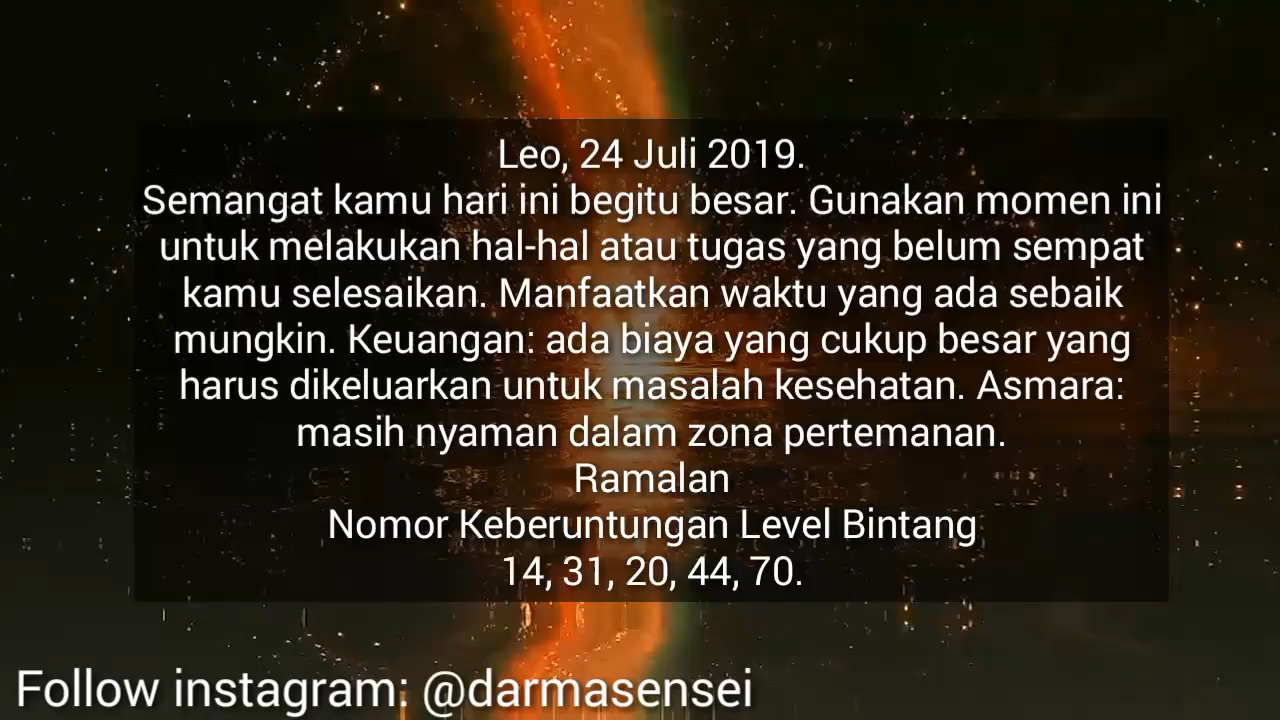 Leo, 24 Juli 2019.
Semangat kamu hari ini begitu besar. Gunakan momen ini
untuk melakukan hal-hal atau tugas yang belum sempat
kamu selesaikan. Manfaatkan waktu yang ada sebaik
mungkin. Keuangan: ada biaya yang cukup besar yang
harus dikeluarkan untuk masalah kesehatan. Asmara:
masih nyaman dalam zona pertemanan.
Ramalan
Nomor Keberuntungan Level Bintang
14, 31, 20, 44, 70.
Follow instagram: @darmasensei